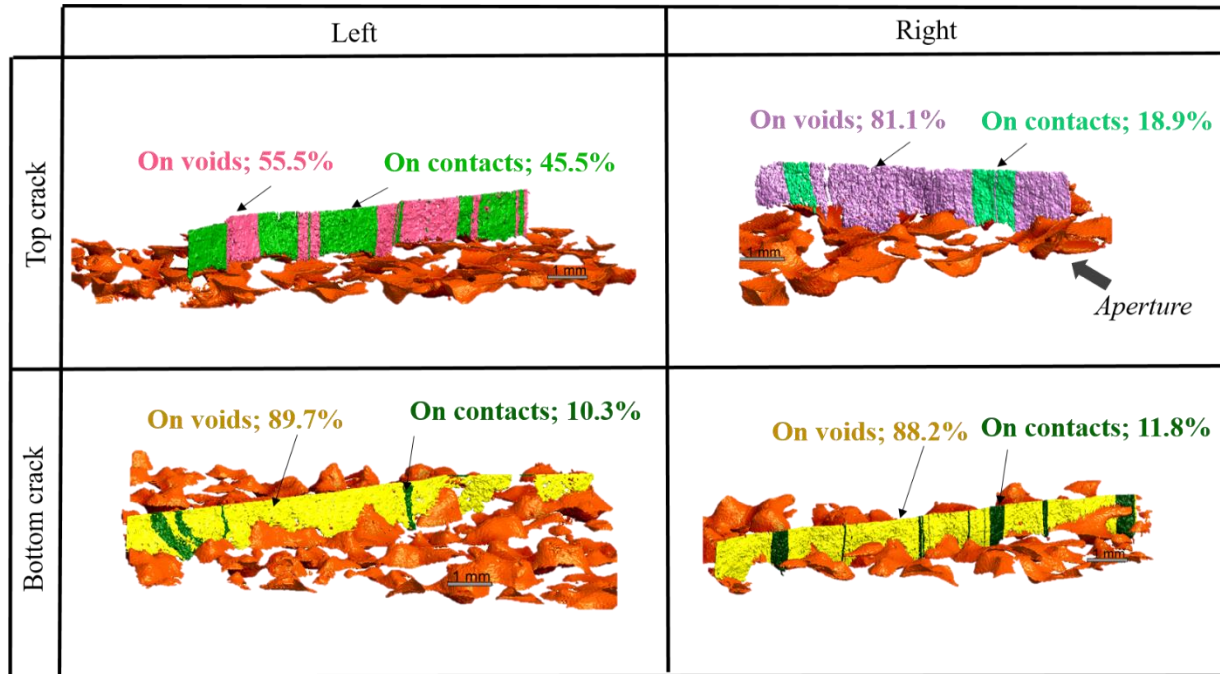 Left
Right
Top crack
On voids; 55.5%
On contacts; 45.5%
1 mm
On voids; 81.1%
On contacts; 18.9%
1 mm
Aperture
Bottom crack
On voids; 89.7%
On contacts; 10.3%
1 mm
On voids; 88.2%
On contacts; 11.8%
1 mm